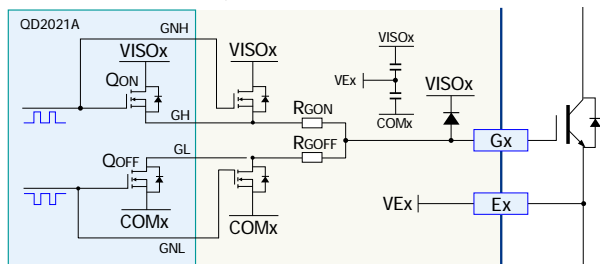 QD2021A
GNH
VISOx
VISOx
VISOx
QON
VEx
VISOx
GH
RGON
COMx
GL
RGOFF
Gx
QOFF
COMx
COMx
VEx
Ex
GNL